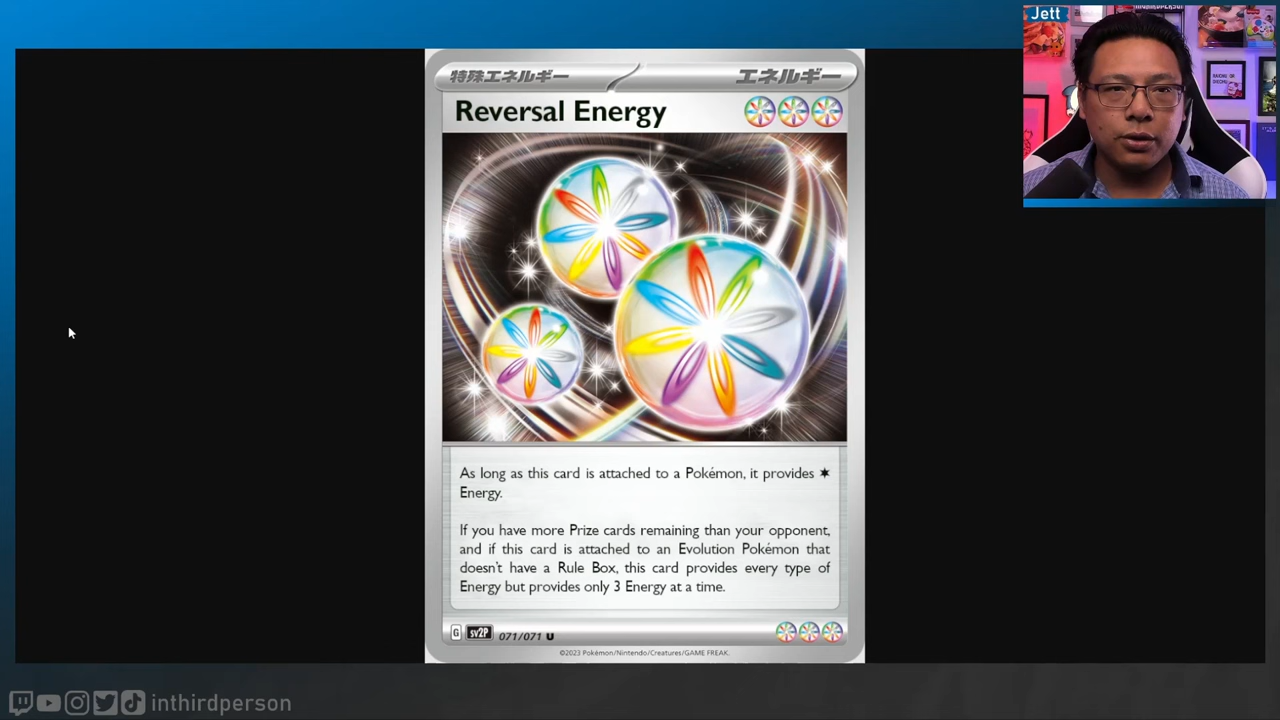 Jett
特殊エネルギー
エネルギー
Reversal Energy
As long as this card is attached to a Pokémon, it provides ✶
Energy.
If you have more Prize cards remaining than your opponent,
and if this card is attached to an Evolution Pokémon that
doesn't have a Rule Box, this card provides every type of
Energy but provides only 3 Energy at a time.
G SV2P 071/071 U
©2023 Pokémon/Nintendo/Creatures/GAME FREAK.
inthirdperson